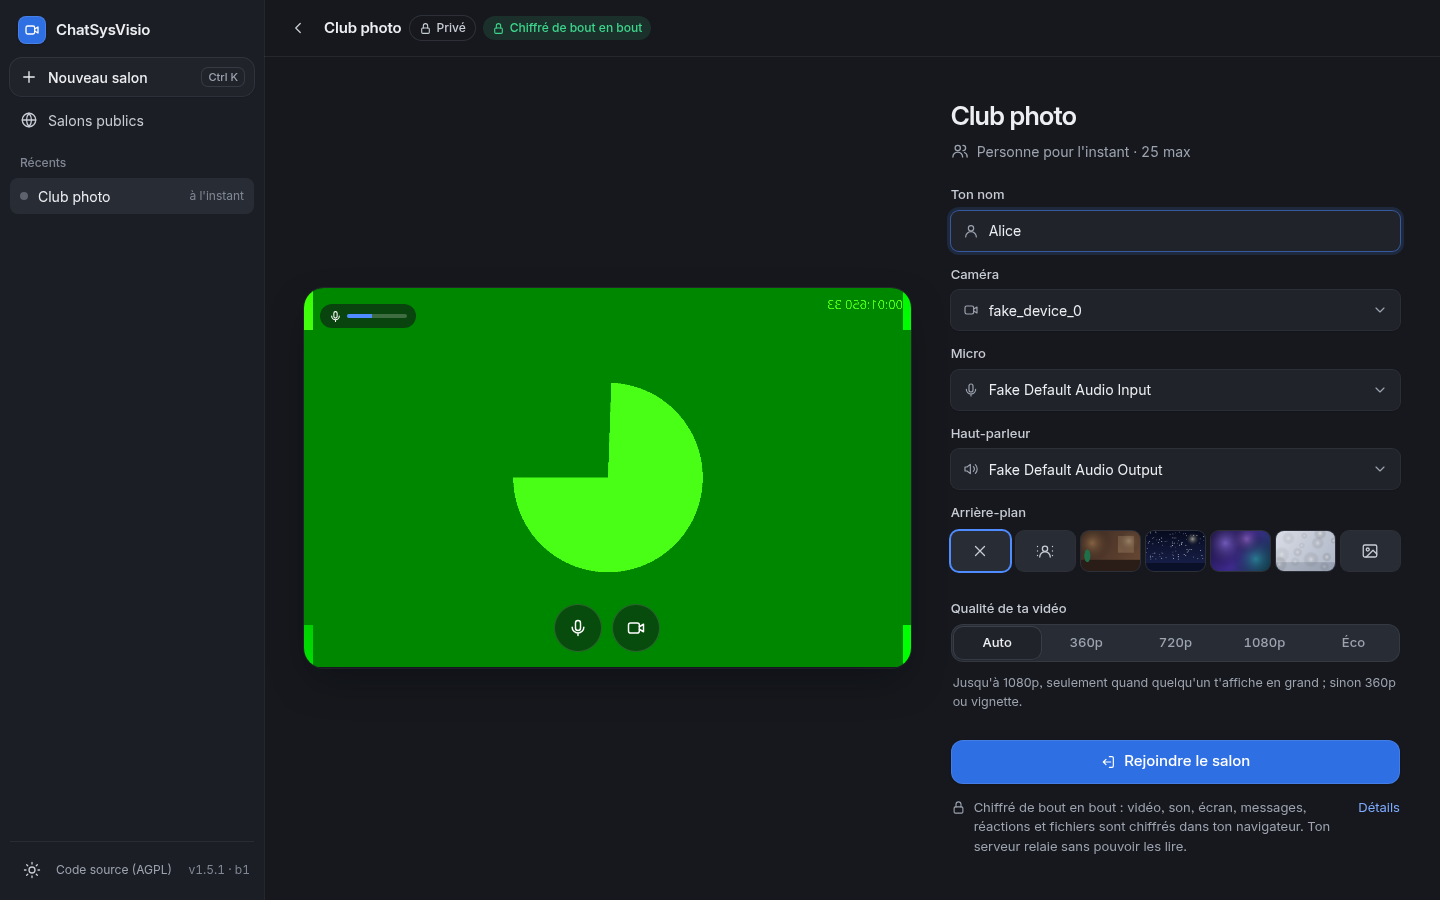 ChatSysVisio
Nouveau salon
Ctrl K
Salons publics
Récents
Club photo
à l'instant
Code source (AGPL)
v1.5.1 · b1
Club photo
Privé
Chiffré de bout en bout
00:00:01:650 33
Club photo
Personne pour l'instant · 25 max
Ton nom
Alice
Caméra
fake_device_0
Micro
Fake Default Audio Input
Haut-parleur
Fake Default Audio Output
Arrière-plan
Qualité de ta vidéo
Auto
360p
720p
1080p
Éco
Jusqu'à 1080p, seulement quand quelqu'un t'affiche en grand ; sinon 360p
ou vignette.
Rejoindre le salon
Chiffré de bout en bout : vidéo, son, écran, messages,
réactions et fichiers sont chiffrés dans ton navigateur. Ton
serveur relaie sans pouvoir les lire.
Détails